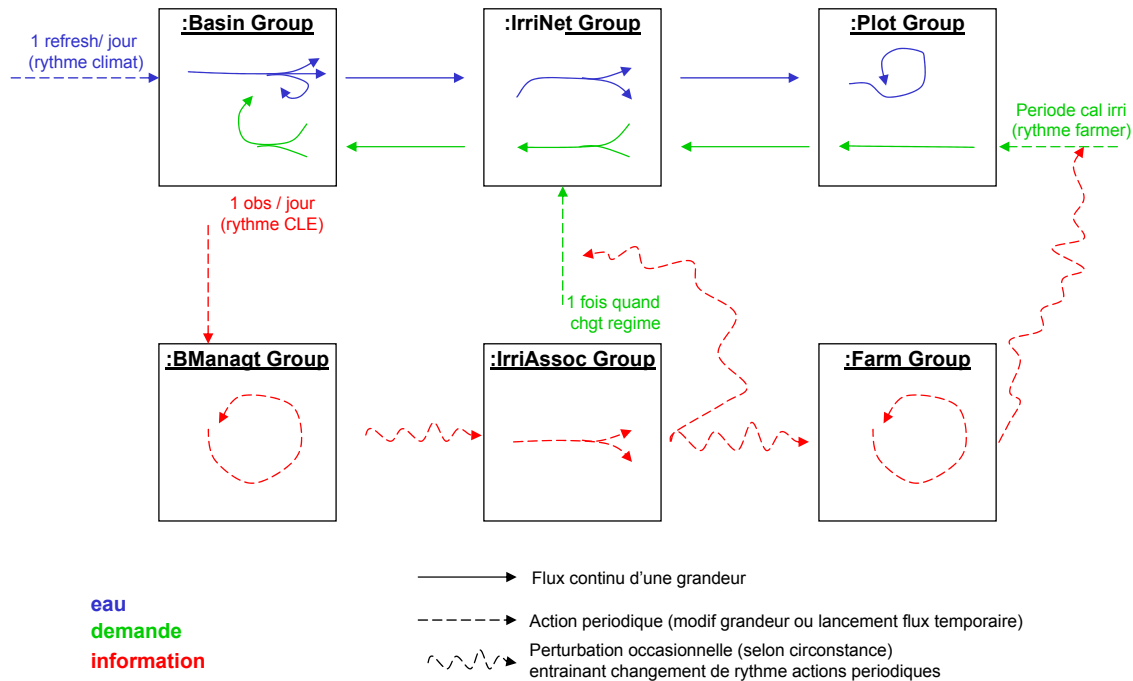 :Basin Group
:IrriNet Group
:Plot Group
1 refresh/ jour
(rythme climat)
Periode cal irri
(rythme farmer)
1 obs / jour
(rythme CLE)
1 fois quand
chgt regime
:BManagt Group
:IrriAssoc Group
:Farm Group
Flux continu d'une grandeur
eau
Action periodique (modif grandeur ou lancement flux temporaire)
demande
Perturbation occasionnelle (selon circonstance)
information
entrainant changement de rythme actions periodiques